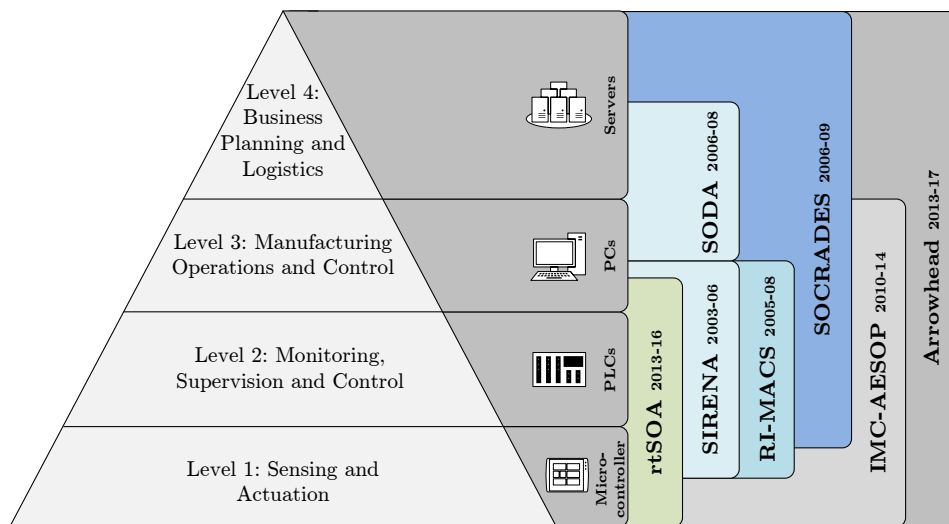 Level 4:
Business
Planning and
Logistics
Level 3: Manufacturing
Operations and Control
Level 2: Monitoring,
Supervision and Control
Level 1: Sensing and
Actuation
Servers
PCs
PLCs
Micro-
controller
rtSOA 2013-16
SODA 2006-08
SIRENA 2003-06
RI-MACS 2005-08
SOCRADES 2006-09
IMC-AESOP 2010-14
Arrowhead 2013-17